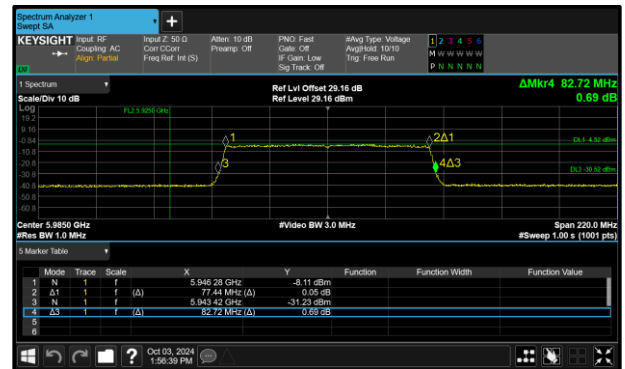 Spectrum Analyzer 1
Swept SA
+
KEYSIGHT Input: RF Input Z: 50 Ω Atten: 10 dB PNO: Fast #Avg Type: Voltage 1 2 3 4 5 6
Coupling: AC Corr CCorr Preamp: Off Gate: Off Avg|Hold: 10/10 M W W W W W
Align: Partial Freq Ref: Int (S) IF Gain: Low Trig: Free Run
Sig Track: Off P N N N N N
1 Spectrum Ref Lvl Offset 29.16 dB ΔMkr4 82.72 MHz
Scale/Div 10 dB Ref Level 29.16 dBm 0.69 dB
Log
19.2
9.16
-0.84
-10.8
-20.8
-30.8
-40.8
-50.8
-60.8
FL2 5.9250 GHz
1
2Δ1
3
4Δ3
DL1 -4.52 dBm
DL2 -30.52 dBm
Center 5.9850 GHz #Video BW 3.0 MHz Span 220.0 MHz
#Res BW 1.0 MHz #Sweep 1.00 s (1001 pts)
5 Marker Table
Mode Trace Scale X Y Function Function Width Function Value
1 N 1 f 5.946 28 GHz -8.11 dBm
2 Δ1 1 f (Δ) 77.44 MHz (Δ) 0.05 dB
3 N 1 f 5.943 42 GHz -31.23 dBm
4 Δ3 1 f (Δ) 82.72 MHz (Δ) 0.69 dB
5
6
? Oct 03, 2024
1:56:39 PM